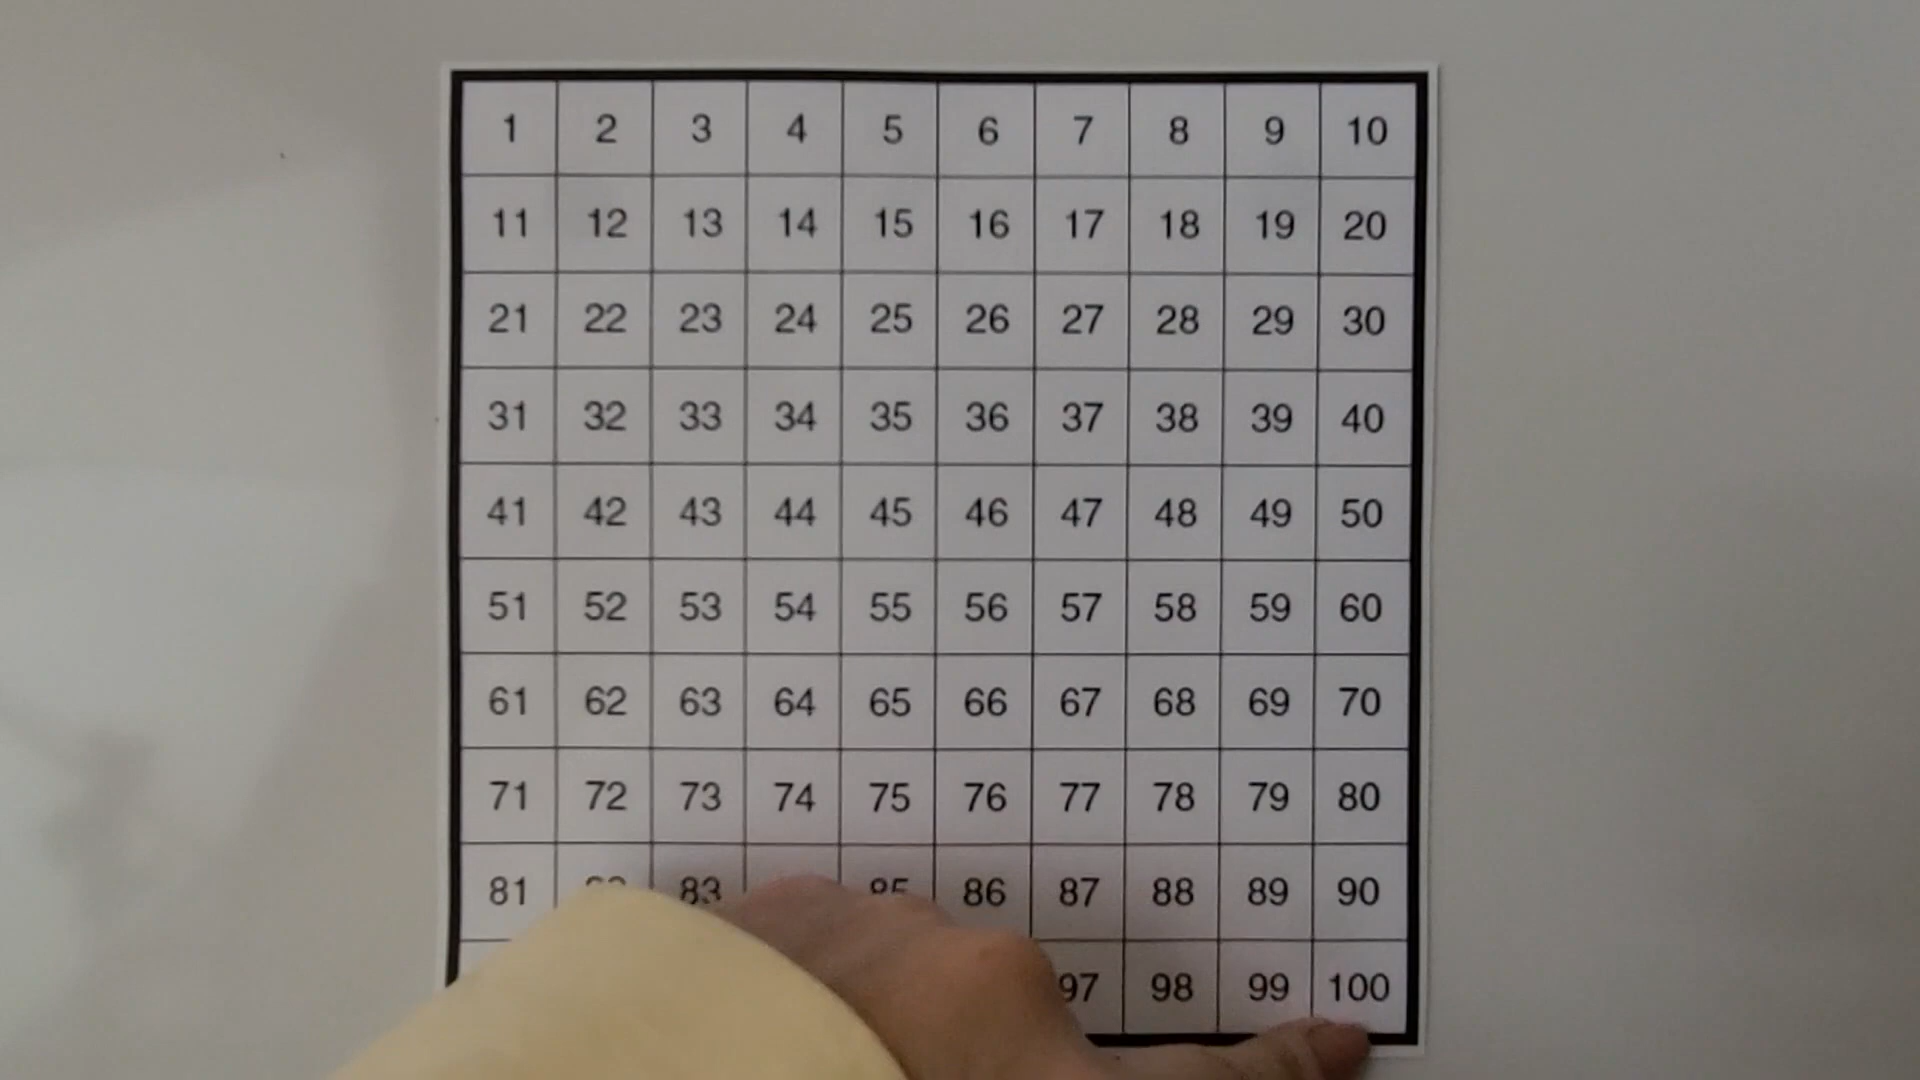 1 2 3 4 5 6 7 8 9 10
11 12 13 14 15 16 17 18 19 20
21 22 23 24 25 26 27 28 29 30
31 32 33 34 35 36 37 38 39 40
41 42 43 44 45 46 47 48 49 50
51 52 53 54 55 56 57 58 59 60
61 62 63 64 65 66 67 68 69 70
71 72 73 74 75 76 77 78 79 80
81 83 85 86 87 88 89 90
97 98 99 100